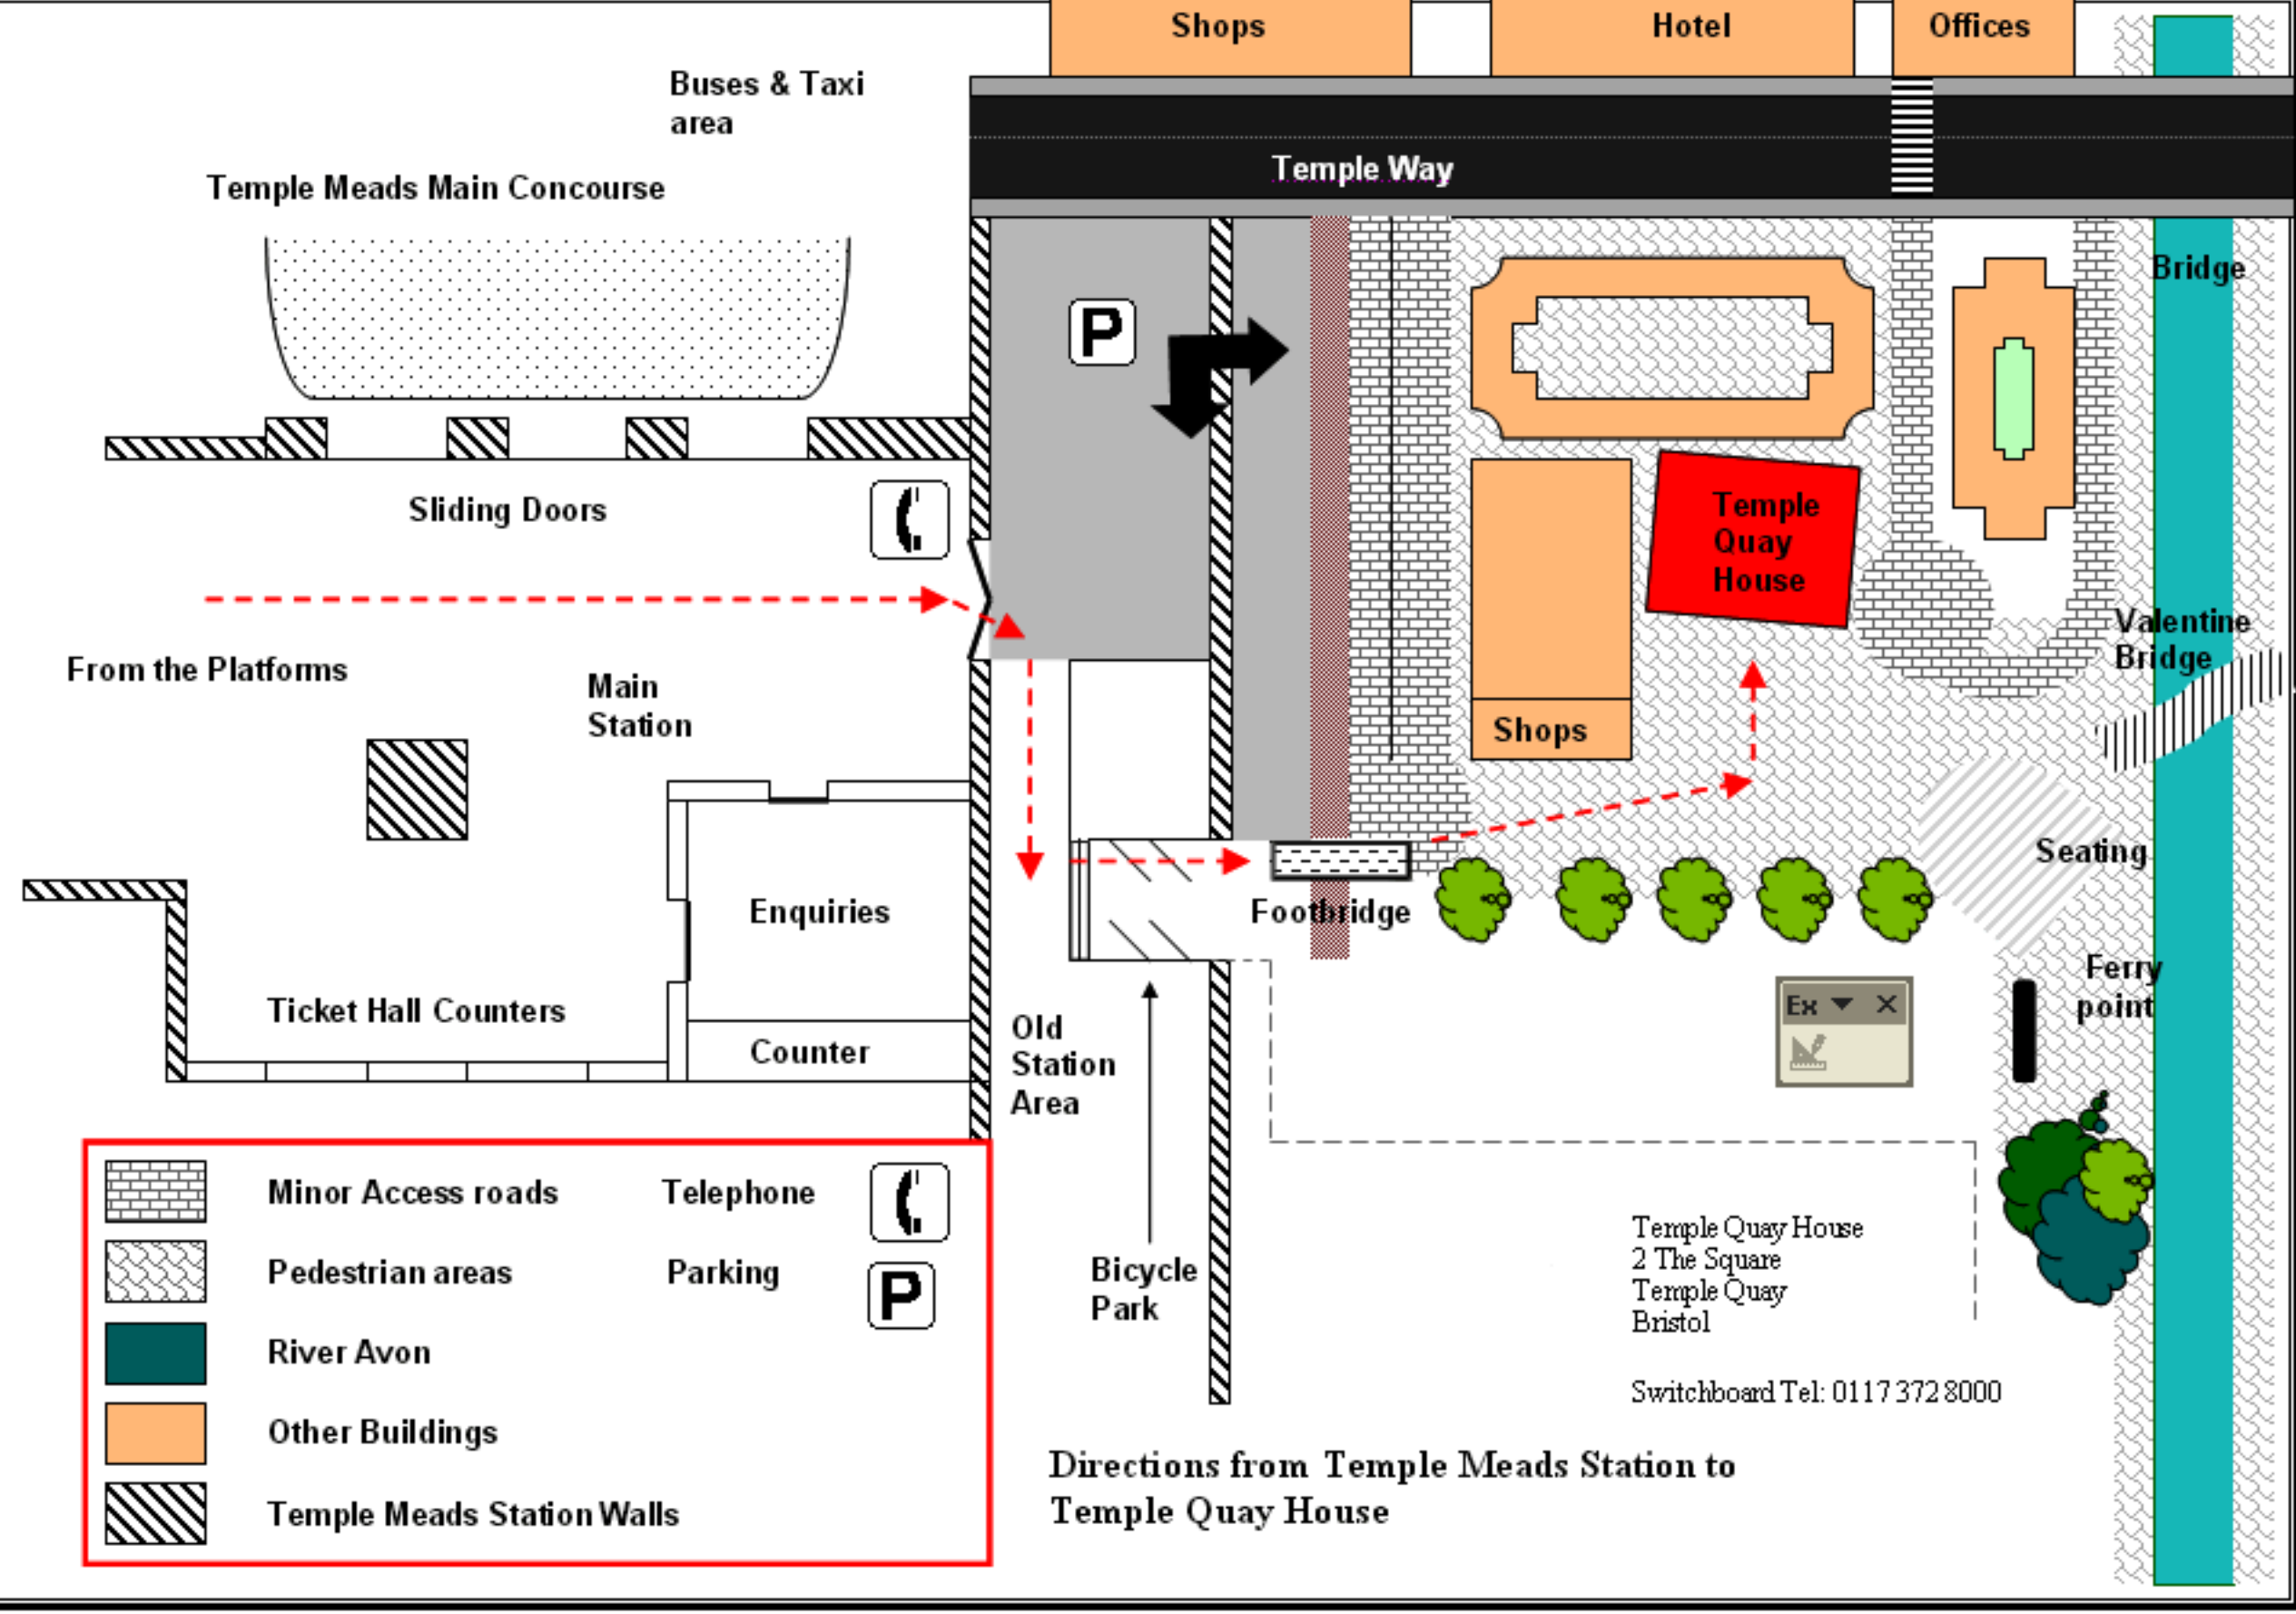 Shops
Hotel
Offices
Buses & Taxi
area
Temple Way
Temple Meads Main Concourse
Bridge
P
Sliding Doors
Temple
Quay
House
From the Platforms
Main
Station
Valentine
Bridge
Shops
Seating
Enquiries
Footbridge
Ferry
point
Ex
Ticket Hall Counters
Counter
Old
Station
Area
Minor Access roads
Telephone
Pedestrian areas
Parking
P
River Avon
Other Buildings
Temple Meads Station Walls
Bicycle
Park
Temple Quay House
2 The Square
Temple Quay
Bristol
Switchboard Tel: 0117 372 8000
Directions from Temple Meads Station to
Temple Quay House